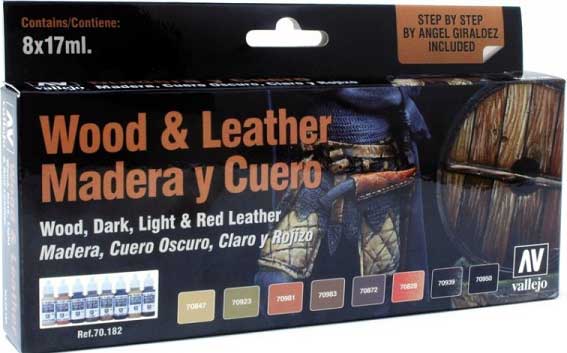 Contains/Contiene:
8x17ml.
STEP BY STEP
BY ANGEL GIRALDEZ
INCLUDED
Wood & Leather
Madera y Cuero
Wood, Dark, Light & Red Leather
Madera, Cuero Oscuro, Claro y Rojizo
70847
70923
70981
70983
70872
70829
70939
70950
Ref.70.182
AV
vallejo